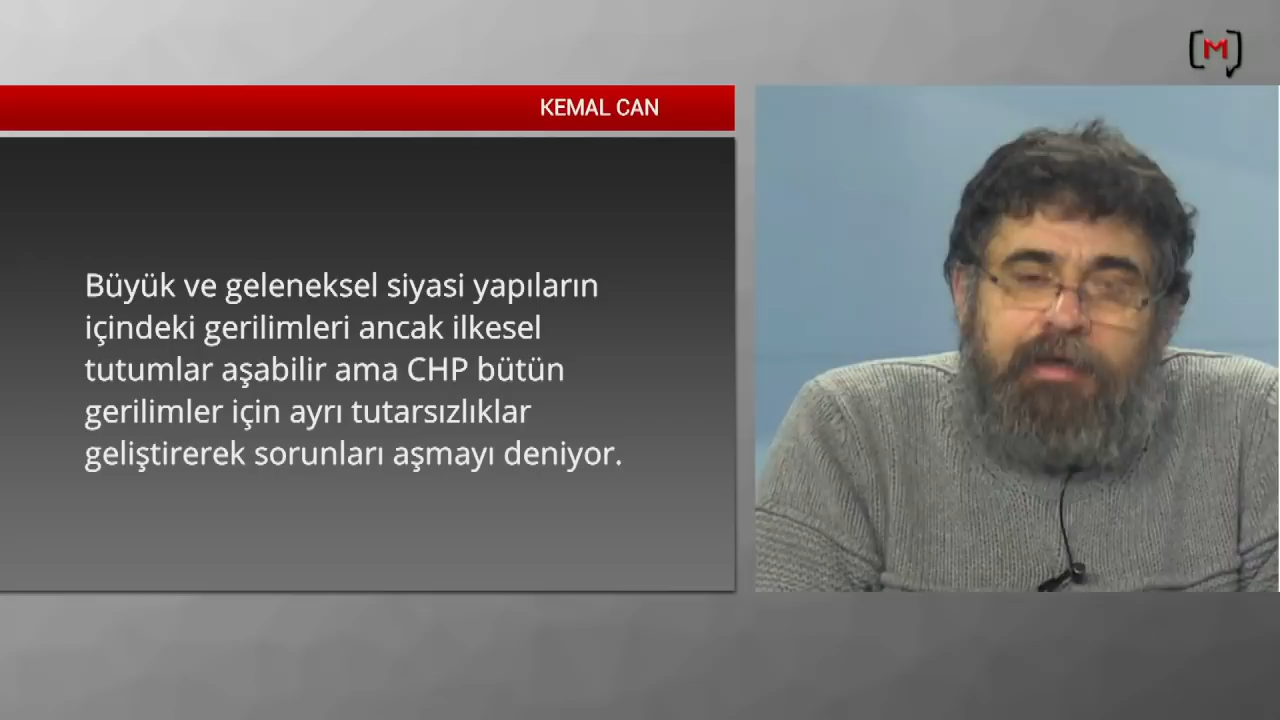 KEMAL CAN
Büyük ve geleneksel siyasi yapıların
içindeki gerilimleri ancak ilkesel
tutumlar aşabilir ama CHP bütün
gerilimler için ayrı tutarsızlıklar
geliştirerek sorunları aşmayı deniyor.
[M]